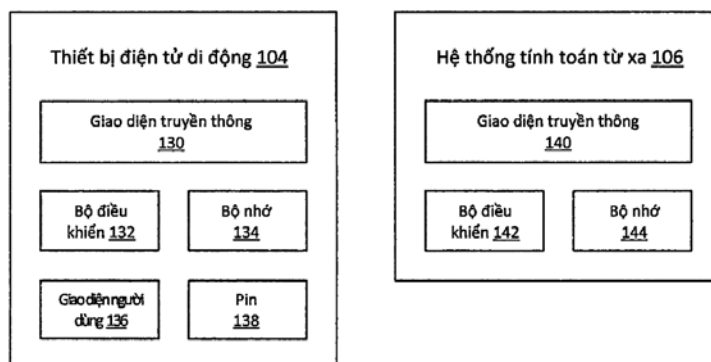 Thiết bị điện tử di động 104
Giao diện truyền thông
130
Bộ điều
khiển 132
Bộ nhớ
134
Giao diện người
dùng 136
Pin
138
Hệ thống tính toán từ xa 106
Giao diện truyền thông
140
Bộ điều
khiển 142
Bộ nhớ
144